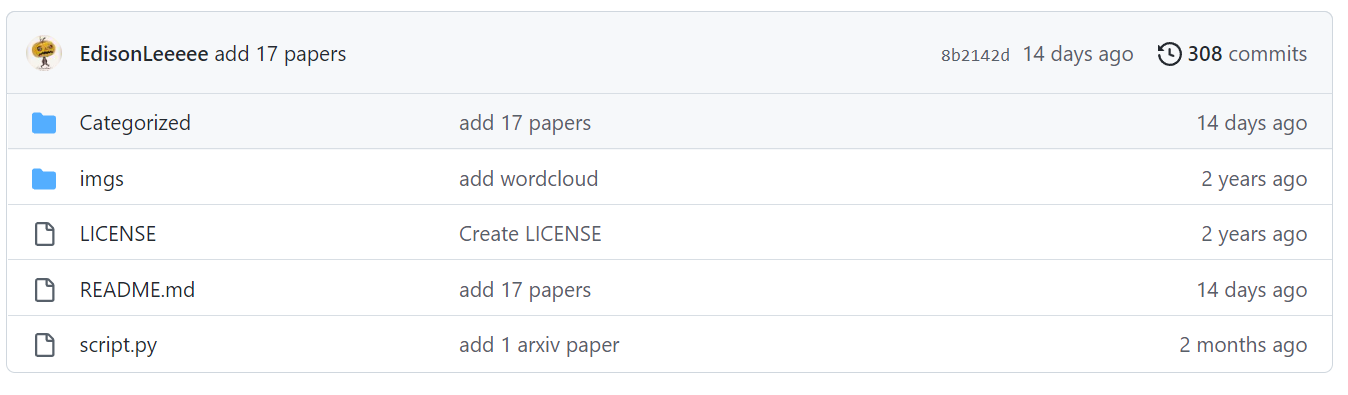 EdisonLeeeee add 17 papers 8b2142d 14 days ago 308 commits
Categorized add 17 papers 14 days ago
imgs add wordcloud 2 years ago
LICENSE Create LICENSE 2 years ago
README.md add 17 papers 14 days ago
script.py add 1 arxiv paper 2 months ago